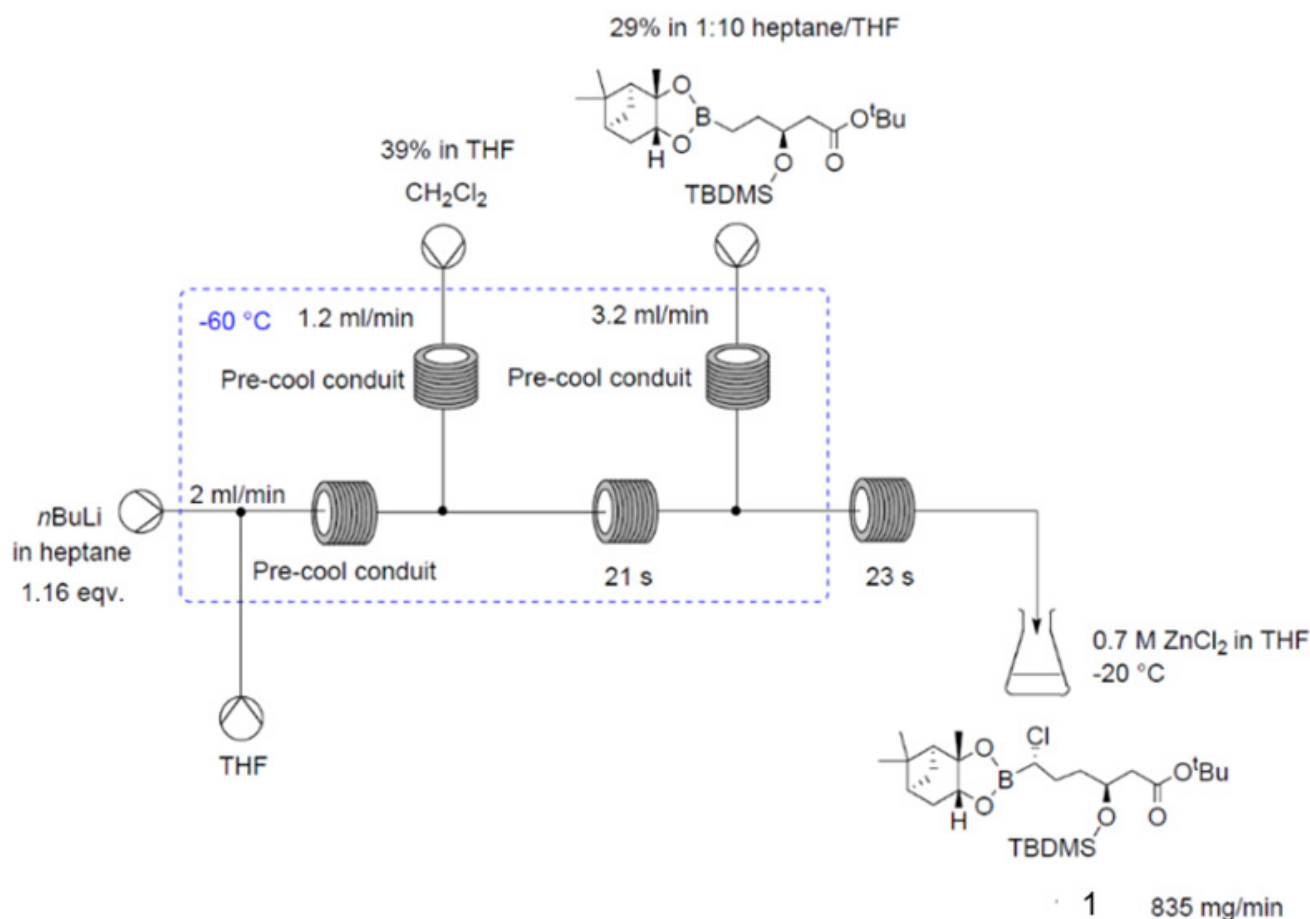 29% in 1:10 heptane/THF
O
B
O
H
OᵗBu
O
O
TBDMS
39% in THF
CH₂Cl₂
-60 °C
1.2 ml/min
3.2 ml/min
Pre-cool conduit
Pre-cool conduit
nBuLi
in heptane
1.16 eqv.
2 ml/min
Pre-cool conduit
21 s
23 s
THF
0.7 M ZnCl₂ in THF
-20 °C
Cl
O
B
O
H
OᵗBu
O
O
TBDMS
1
835 mg/min